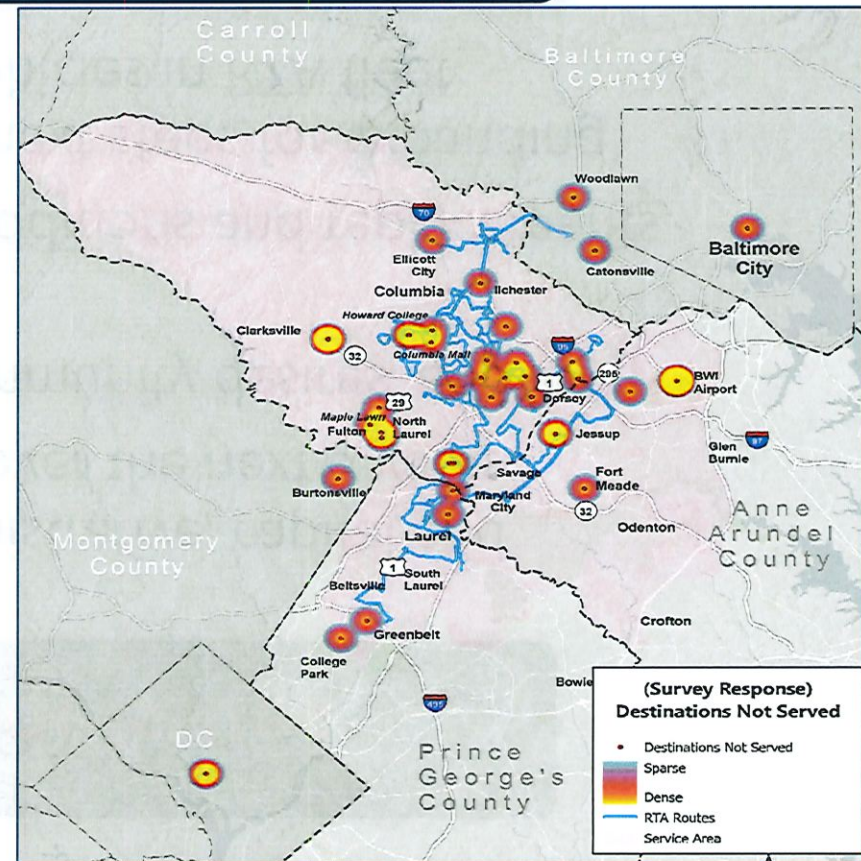 Carroll
County
Baltimore
County
Woodlawn
70
Ellicott
City
Baltimore
City
Catonsville
Columbia
Ilchester
Howard College
Clarksville
32
Columbia Mall
95
295
BWI
Airport
1
Dorsey
29
Maple Lawn
Fulton
North
Laurel
Jessup
97
Glen
Burnie
Savage
Fort
Meade
Burtonsville
Maryland
City
32
Anne
Arundel
County
Odenton
Laurel
Montgomery
County
1
Beltsville
South
Laurel
Crofton
Greenbelt
College
Park
Bowie
495
DC
Prince
George's
County
(Survey Response)
Destinations Not Served
Destinations Not Served
Sparse
Dense
RTA Routes
Service Area